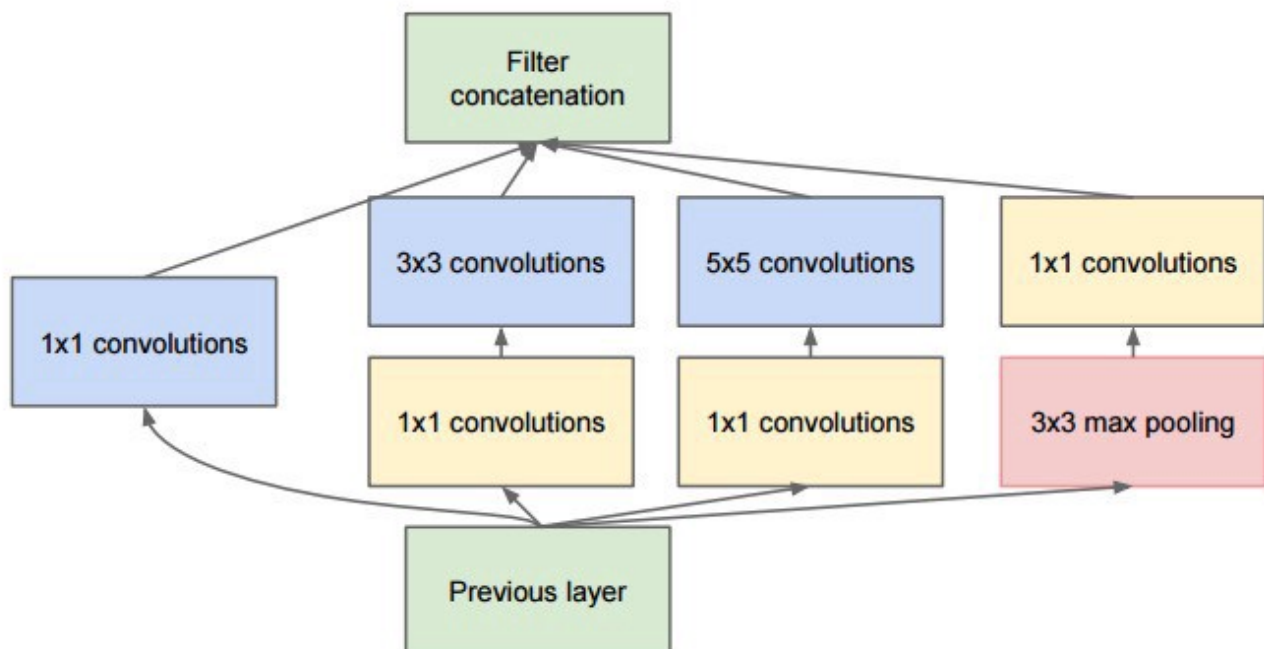 Filter
concatenation
3x3 convolutions
5x5 convolutions
1x1 convolutions
1x1 convolutions
1x1 convolutions
1x1 convolutions
3x3 max pooling
Previous layer